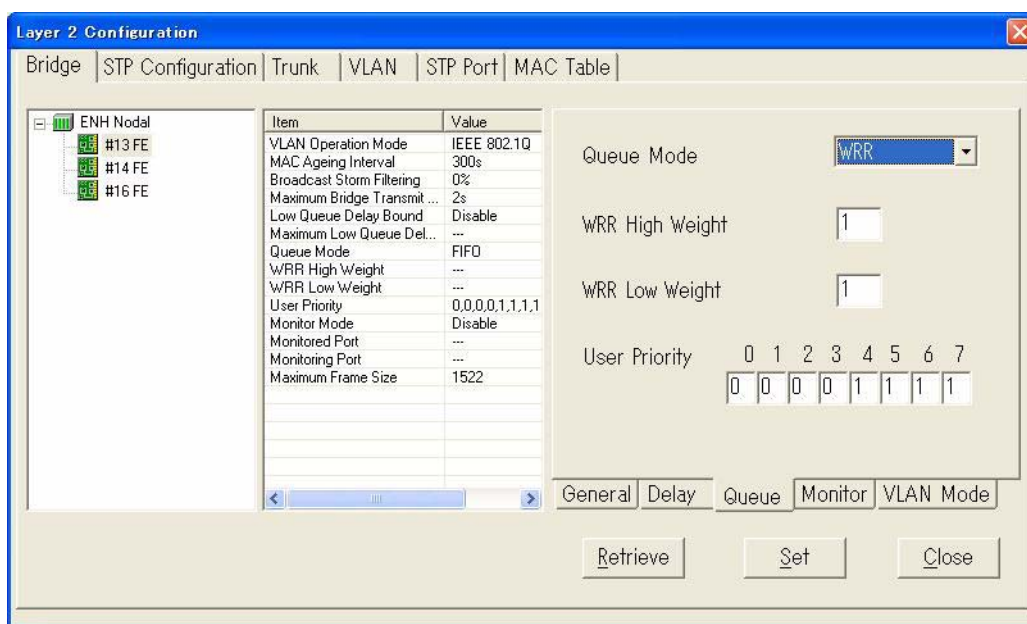 Layer 2 Configuration
Bridge STP Configuration Trunk VLAN STP Port MAC Table
ENH Nodal
#13 FE
#14 FE
#16 FE
Item Value
VLAN Operation Mode IEEE 802.1Q
MAC Ageing Interval 300s
Broadcast Storm Filtering 0%
Maximum Bridge Transmit ... 2s
Low Queue Delay Bound Disable
Maximum Low Queue Del... ---
Queue Mode FIFO
WRR High Weight ---
WRR Low Weight ---
User Priority 0,0,0,0,1,1,1,1
Monitor Mode Disable
Monitored Port ---
Monitoring Port ---
Maximum Frame Size 1522
Queue Mode WRR
WRR High Weight 1
WRR Low Weight 1
User Priority 0 1 2 3 4 5 6 7
0 0 0 0 1 1 1 1
General Delay Queue Monitor VLAN Mode
Retrieve Set Close